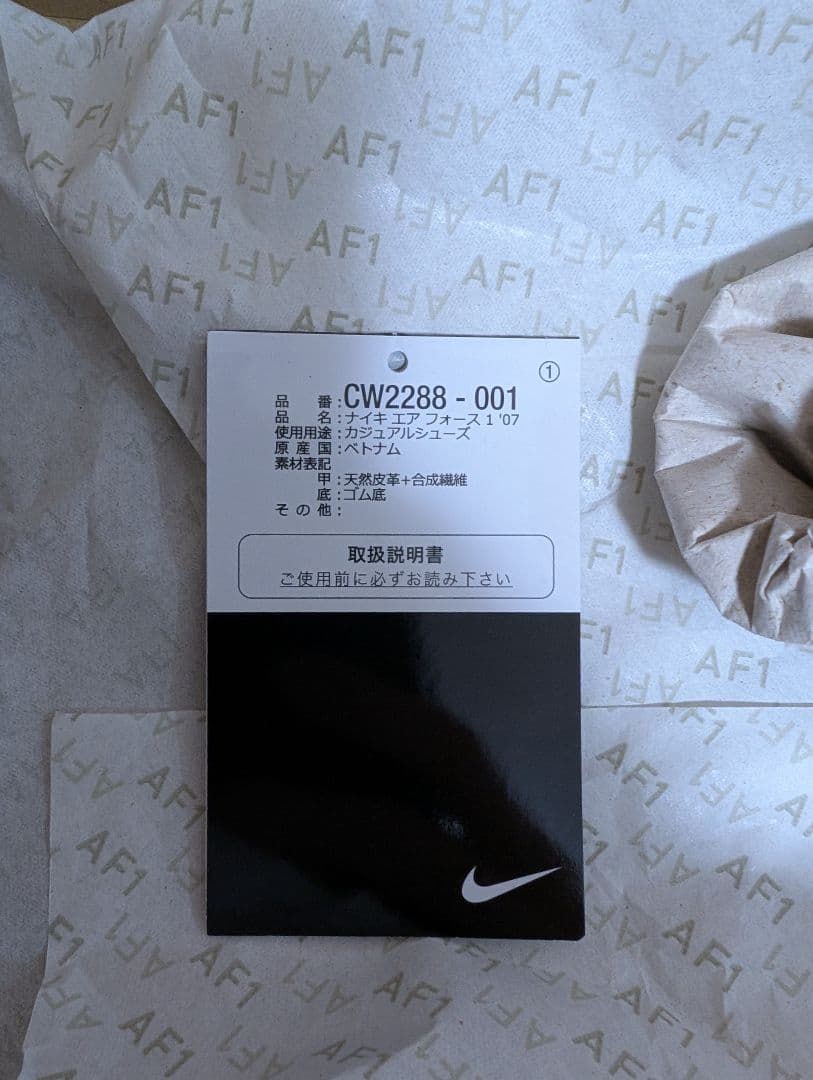 ①
品 番：CW2288 - 001
品 名：ナイキ エア フォース 1 '07
使用用途：カジュアルシューズ
原 産 国：ベトナム
素材表記
甲：天然皮革+合成繊維
底：ゴム底
そ の 他：
取扱説明書
ご使用前に必ずお読み下さい
AF1